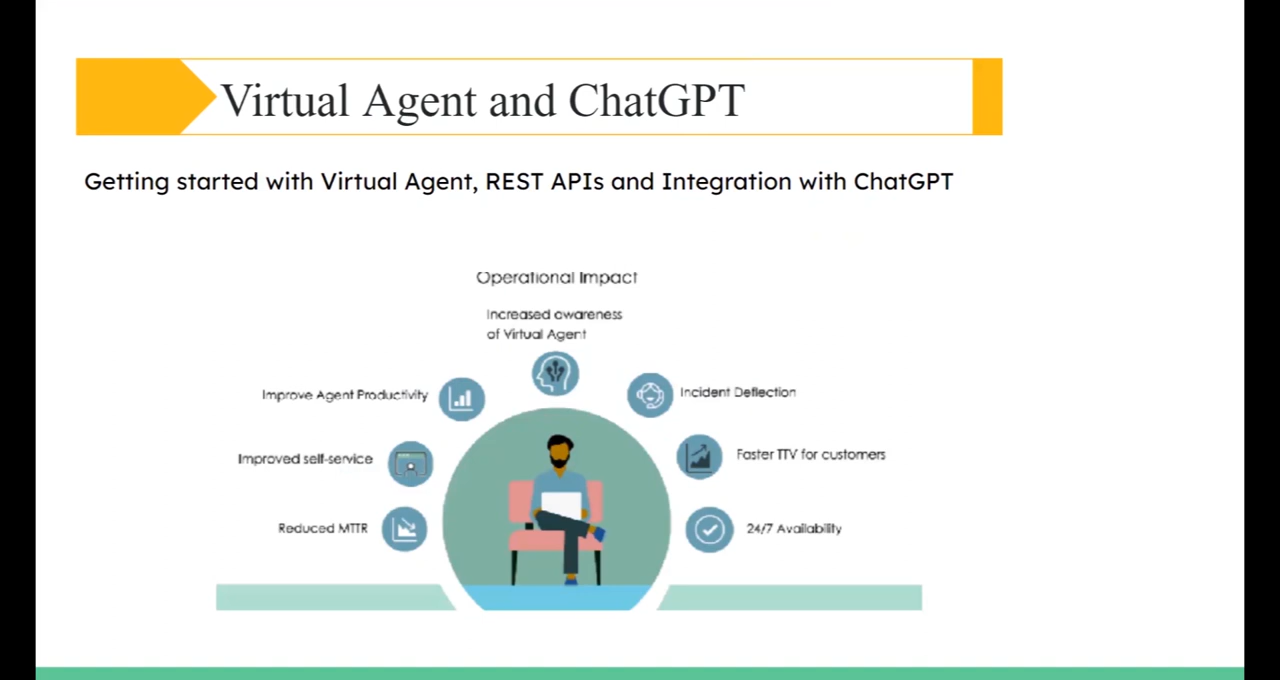 Virtual Agent and ChatGPT
Getting started with Virtual Agent, REST APIs and Integration with ChatGPT
Operational Impact
Increased awareness
of Virtual Agent
Improve Agent Productivity
Incident Deflection
Improved self-service
Faster TTV for customers
Reduced MTTR
24/7 Availability